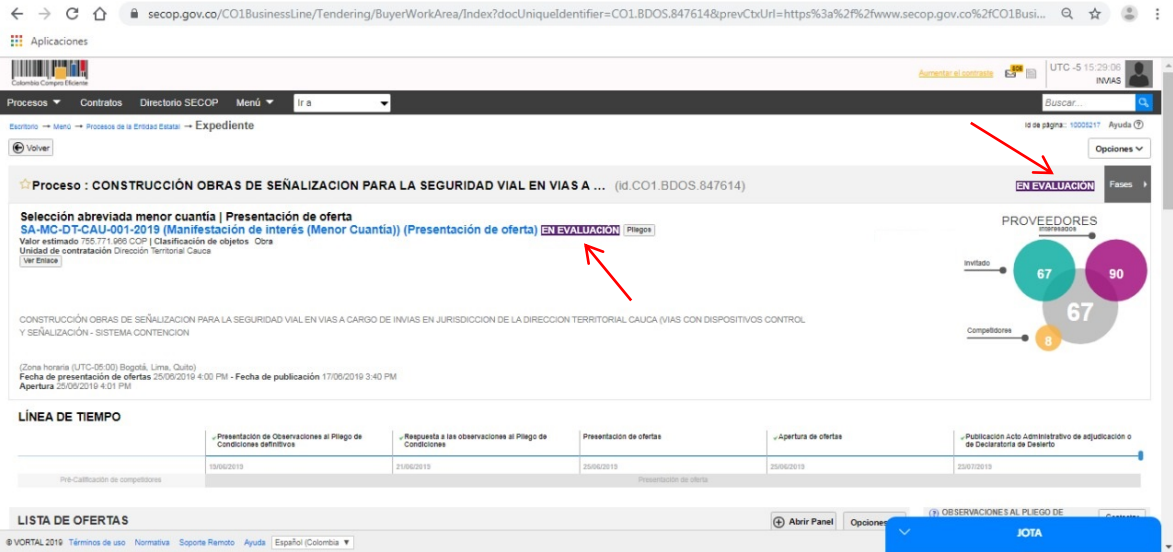 secop.gov.co/CO1BusinessLine/Tendering/BuyerWorkArea/Index?docUniqueIdentifier=CO1.BDOS.847614&prevCtxUrl=https%3a%2f%2fwww.secop.gov.co%2fCO1Busi...
Aplicaciones
Colombia Compra Eficiente
Aumentar el contraste
UTC -5 15:29:06
INVIAS
Procesos Contratos Directorio SECOP Menú Ir a Buscar...
Escritorio → Menú → Procesos de la Entidad Estatal → Expediente
Id de página:: 10005217 Ayuda
Volver
Opciones
Proceso : CONSTRUCCIÓN OBRAS DE SEÑALIZACION PARA LA SEGURIDAD VIAL EN VIAS A ... (id.CO1.BDOS.847614)
EN EVALUACIÓN Fases
Selección abreviada menor cuantía | Presentación de oferta
SA-MC-DT-CAU-001-2019 (Manifestación de interés (Menor Cuantía)) (Presentación de oferta) EN EVALUACIÓN Pliegos
Valor estimado 755.771.966 COP | Clasificación de objetos Obra
Unidad de contratación Dirección Territorial Cauca
Ver Enlace
PROVEEDORES
Interesados
Invitado
67
90
67
Competidores
8
CONSTRUCCIÓN OBRAS DE SEÑALIZACION PARA LA SEGURIDAD VIAL EN VIAS A CARGO DE INVIAS EN JURISDICCION DE LA DIRECCION TERRITORIAL CAUCA (VIAS CON DISPOSITIVOS CONTROL
Y SEÑALIZACIÓN - SISTEMA CONTENCION
(Zona horaria (UTC-05:00) Bogotá, Lima, Quito)
Fecha de presentación de ofertas 25/06/2019 4:00 PM - Fecha de publicación 17/06/2019 3:40 PM
Apertura 25/06/2019 4:01 PM
LÍNEA DE TIEMPO
Presentación de Observaciones al Pliego de
Condiciones definitivos
Respuesta a las observaciones al Pliego de
Condiciones
Presentación de ofertas
Apertura de ofertas
Publicación Acto Administrativo de adjudicación o
de Declaratoria de Desierto
19/06/2019
21/06/2019
25/06/2019
25/06/2019
23/07/2019
Pré-Calificación de competidores
Presentación de oferta
LISTA DE OFERTAS
Abrir Panel
Opciones
OBSERVACIONES AL PLIEGO DE
JOTA
© VORTAL 2019 Términos de uso Normativa Soporte Remoto Ayuda Español (Colombia